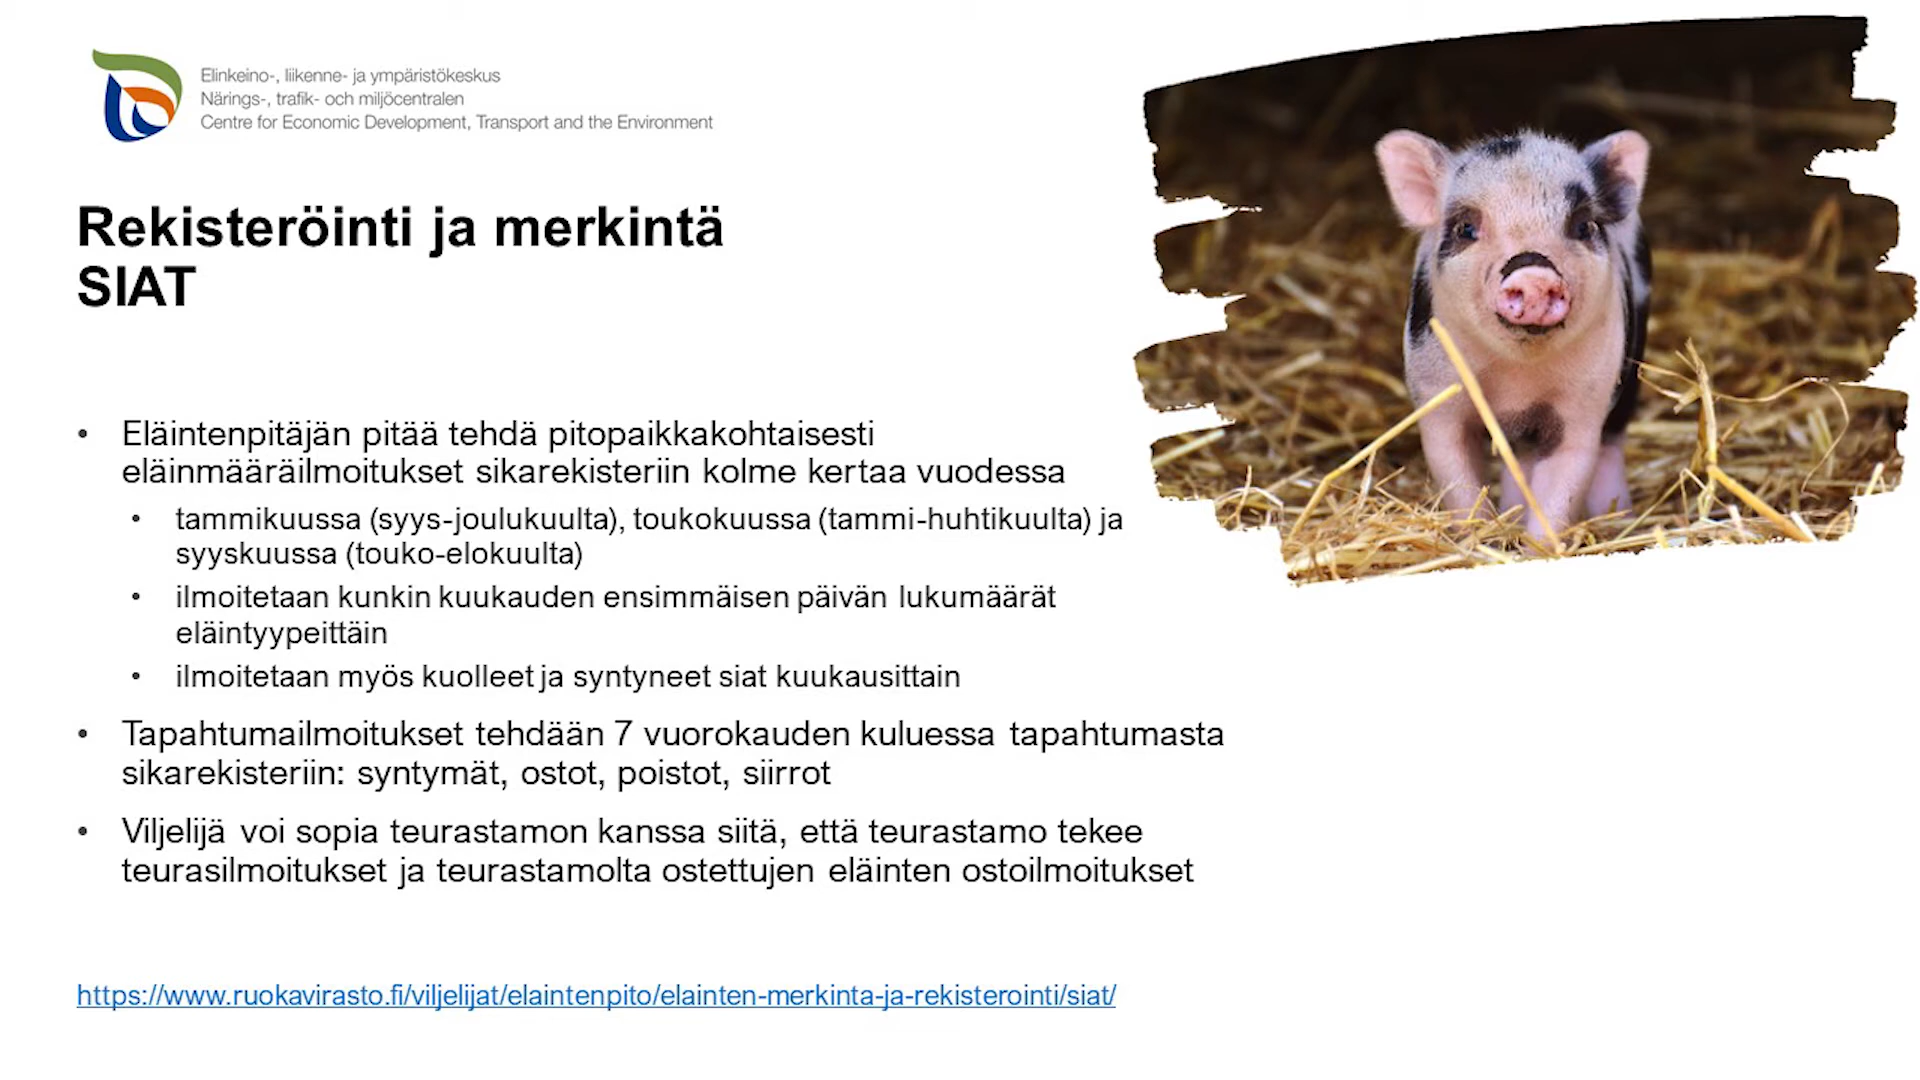 Elinkeino-, liikenne- ja ympäristökeskus
Närings-, trafik- och miljöcentralen
Centre for Economic Development, Transport and the Environment
Rekisteröinti ja merkintä
SIAT
• Eläintenpitäjän pitää tehdä pitopaikkakohtaisesti
eläinmääräilmoitukset sikarekisteriin kolme kertaa vuodessa
• tammikuussa (syys-joulukuulta), toukokuussa (tammi-huhtikuulta) ja
syyskuussa (touko-elokuulta)
• ilmoitetaan kunkin kuukauden ensimmäisen päivän lukumäärät
eläintyypeittäin
• ilmoitetaan myös kuolleet ja syntyneet siat kuukausittain
• Tapahtumailmoitukset tehdään 7 vuorokauden kuluessa tapahtumasta
sikarekisteriin: syntymät, ostot, poistot, siirrot
• Viljelijä voi sopia teurastamon kanssa siitä, että teurastamo tekee
teurasilmoitukset ja teurastamolta ostettujen eläinten ostoilmoitukset
https://www.ruokavirasto.fi/viljelijat/elaintenpito/elainten-merkinta-ja-rekisterointi/siat/